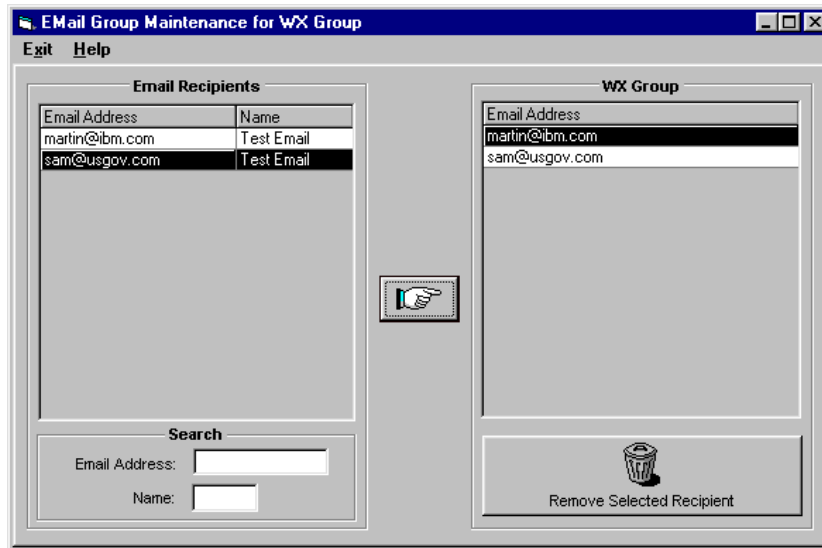 EMail Group Maintenance for WX Group
Exit Help
Email Recipients
Email Address Name
martin@ibm.com Test Email
sam@usgov.com Test Email
Search
Email Address:
Name:
WX Group
Email Address
martin@ibm.com
sam@usgov.com
Remove Selected Recipient